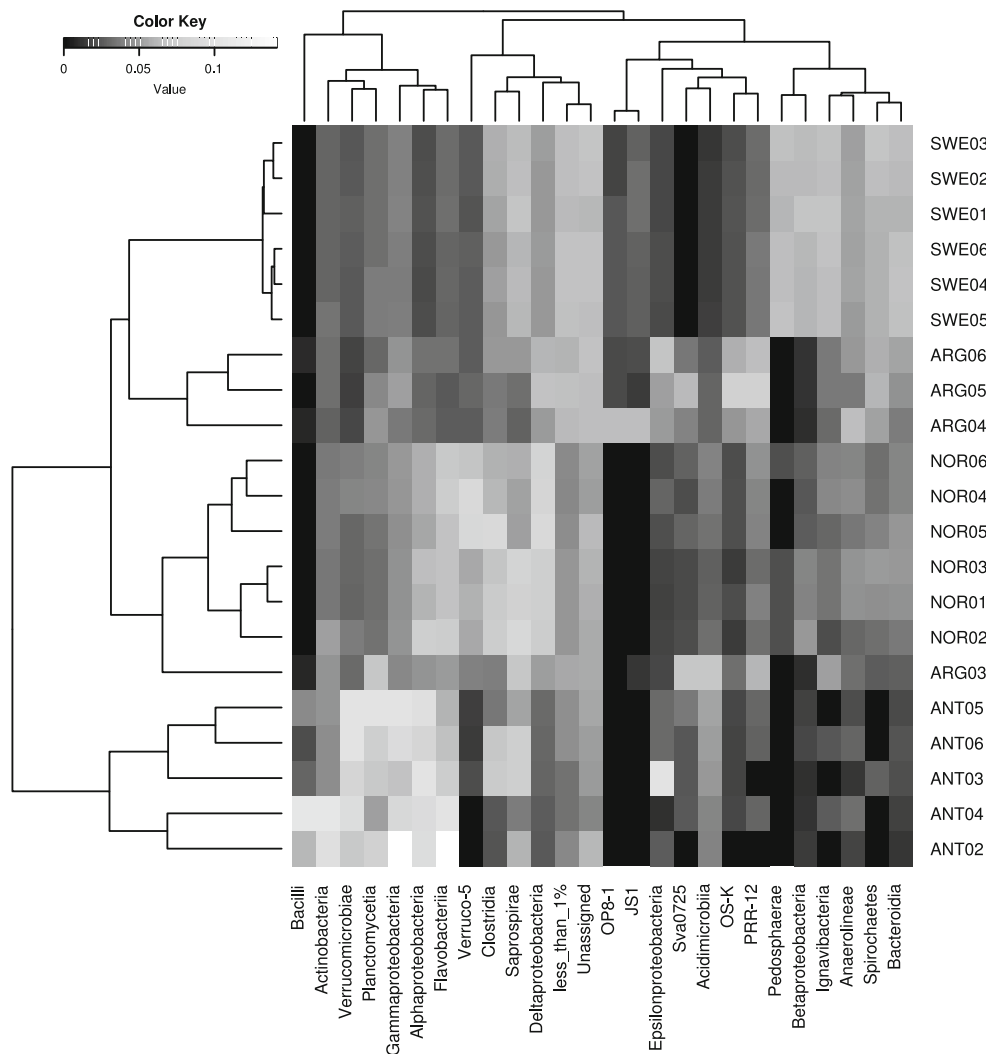 Color Key
0
0.05
0.1
Value
SWE03
SWE02
SWE01
SWE06
SWE04
SWE05
ARG06
ARG05
ARG04
NOR06
NOR04
NOR05
NOR03
NOR01
NOR02
ARG03
ANT05
ANT06
ANT03
ANT04
ANT02
Bacilli
Actinobacteria
Verrucomicrobiae
Planctomycetia
Gammaproteobacteria
Alphaproteobacteria
Flavobacteriia
Verruco-5
Clostridia
Saprospirae
Deltaproteobacteria
less_than_1%
Unassigned
OP8-1
JS1
Epsilonproteobacteria
Sva0725
Acidimicrobiia
OS-K
PRR-12
Pedosphaerae
Betaproteobacteria
Ignavibacteria
Anaerolineae
Spirochaetes
Bacteroidia